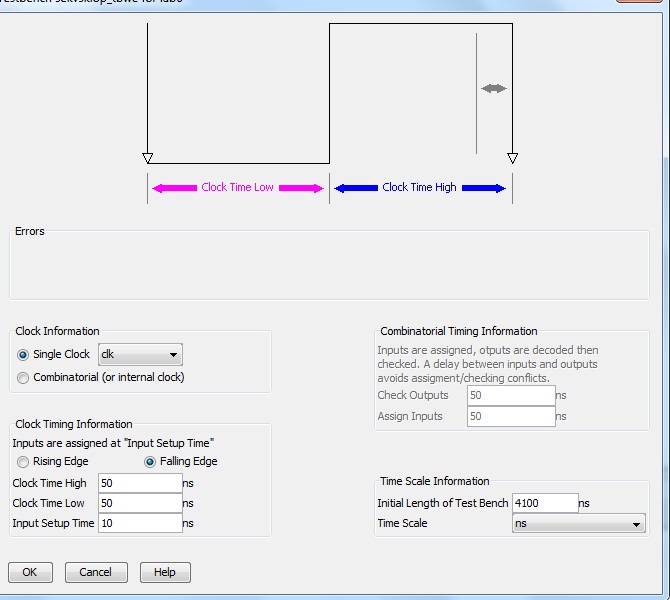 Clock Time Low
Clock Time High
Errors
Clock Information
Single Clock clk
Combinatorial (or internal clock)
Clock Timing Information
Inputs are assigned at "Input Setup Time"
Rising Edge Falling Edge
Clock Time High 50 ns
Clock Time Low 50 ns
Input Setup Time 10 ns
Combinatorial Timing Information
Inputs are assigned, otputs are decoded then
checked. A delay between inputs and outputs
avoids assigment/checking conflicts.
Check Outputs 50 ns
Assign Inputs 50 ns
Time Scale Information
Initial Length of Test Bench 4100 ns
Time Scale ns
OK Cancel Help